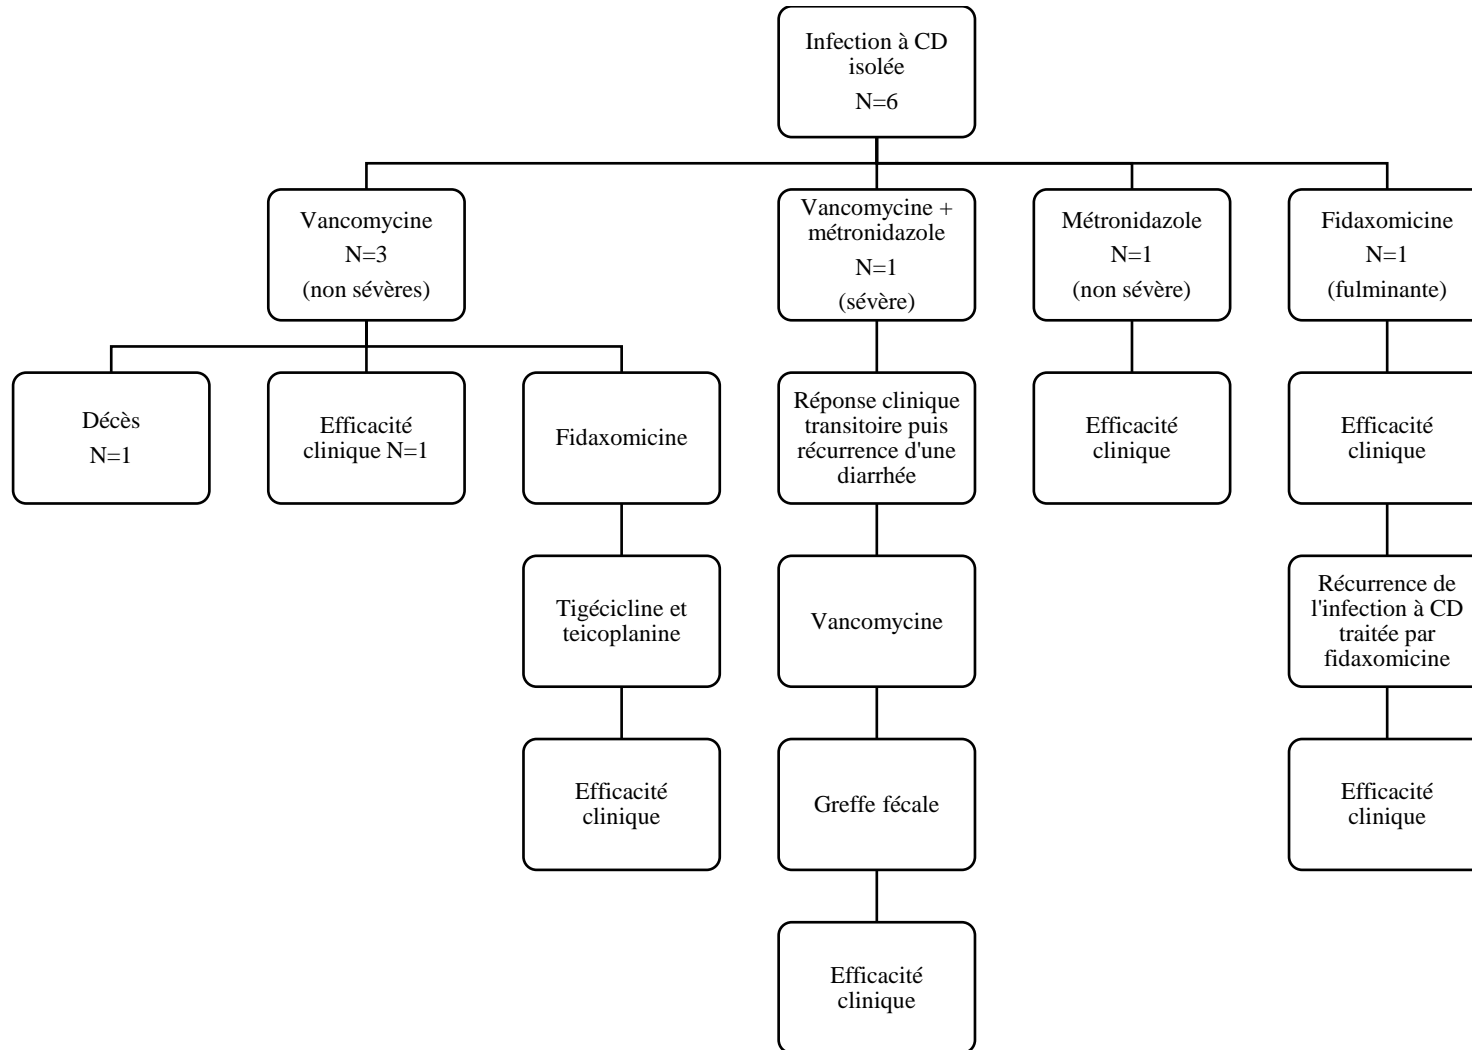 Infection à CD
isolée
N=6
Vancomycine
N=3
(non sévères)
Vancomycine +
métronidazole
N=1
(sévère)
Métronidazole
N=1
(non sévère)
Fidaxomicine
N=1
(fulminante)
Décès
N=1
Efficacité
clinique N=1
Fidaxomicine
Réponse clinique
transitoire puis
récurrence d'une
diarrhée
Efficacité
clinique
Efficacité
clinique
Tigécicline et
teicoplanine
Vancomycine
Récurrence de
l'infection à CD
traitée par
fidaxomicine
Efficacité
clinique
Greffe fécale
Efficacité
clinique
Efficacité
clinique